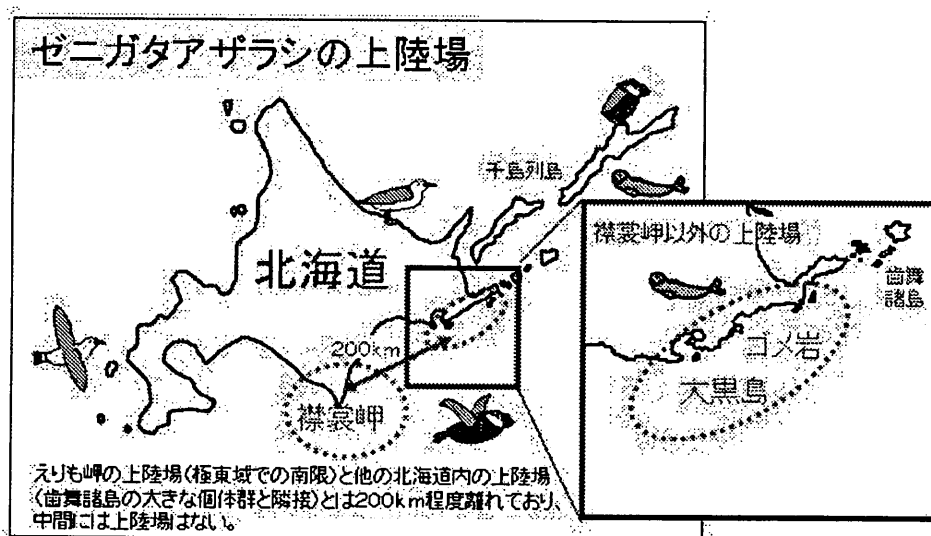 ゼニガタアザラシの上陸場
千島列島
北海道
200km
襟裳岬
襟裳岬以外の上陸場
歯舞
諸島
ゴメ岩
大黒島
えりも岬の上陸場(極東域での南限)と他の北海道内の上陸場
(歯舞諸島の大きな個体群と隣接)とは200km程度離れており、
中間には上陸場はない。